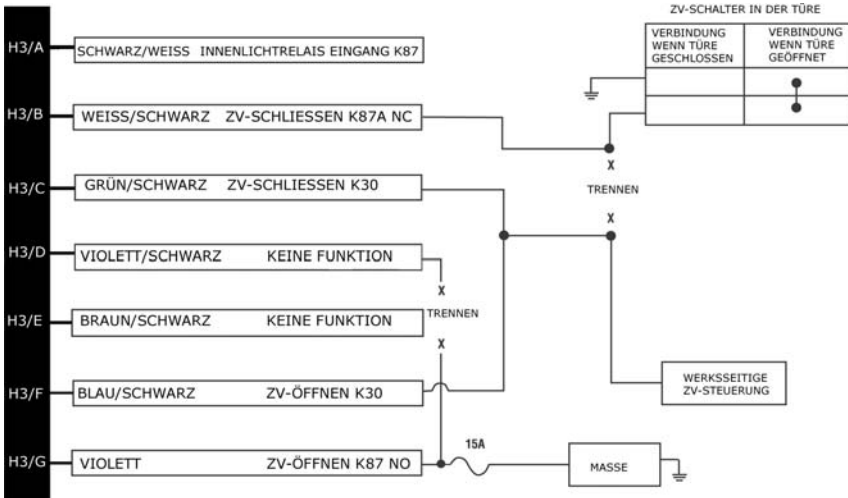 ZV-SCHALTER IN DER TÜRE
VERBINDUNG
WENN TÜRE
GESCHLOSSEN
VERBINDUNG
WENN TÜRE
GEÖFFNET
H3/A
SCHWARZ/WEISS INNENLICHTRELAIS EINGANG K87
H3/B
WEISS/SCHWARZ ZV-SCHLIESSEN K87A NC
X
TRENNEN
X
H3/C
GRÜN/SCHWARZ ZV-SCHLIESSEN K30
H3/D
VIOLETT/SCHWARZ KEINE FUNKTION
X
TRENNEN
X
H3/E
BRAUN/SCHWARZ KEINE FUNKTION
H3/F
BLAU/SCHWARZ ZV-ÖFFNEN K30
WERKSSEITIGE
ZV-STEUERUNG
H3/G
VIOLETT ZV-ÖFFNEN K87 NO
15A
MASSE